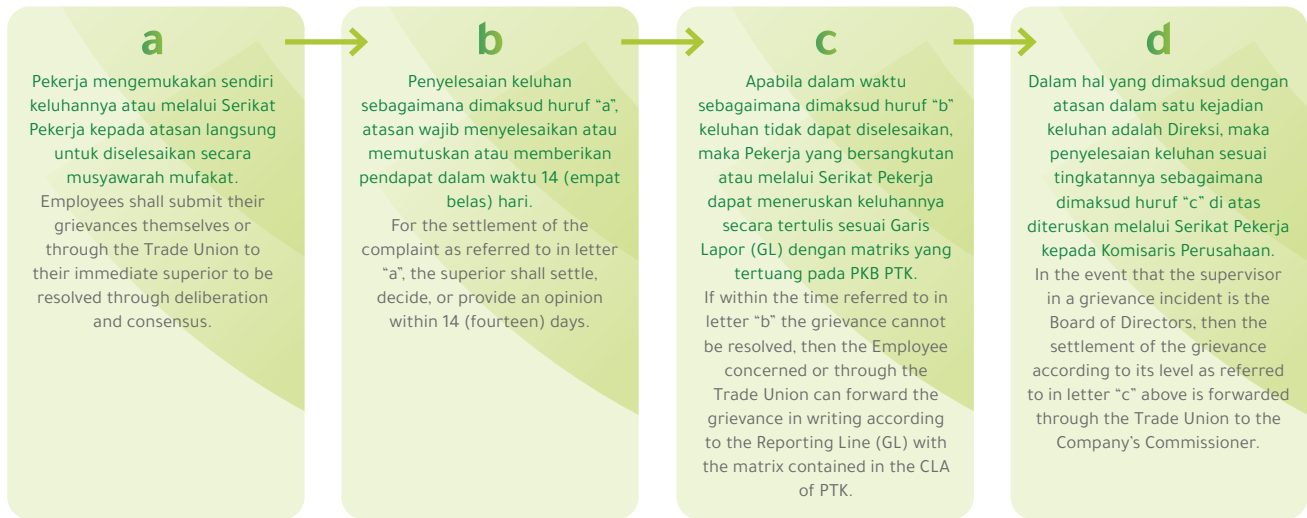 a
Pekerja mengemukakan sendiri
keluhannya atau melalui Serikat
Pekerja kepada atasan langsung
untuk diselesaikan secara
musyawarah mufakat.
Employees shall submit their
grievances themselves or
through the Trade Union to
their immediate superior to be
resolved through deliberation
and consensus.
b
Penyelesaian keluhan
sebagaimana dimaksud huruf “a”,
atasan wajib menyelesaikan atau
memutuskan atau memberikan
pendapat dalam waktu 14 (empat
belas) hari.
For the settlement of the
complaint as referred to in letter
“a”, the superior shall settle,
decide, or provide an opinion
within 14 (fourteen) days.
c
Apabila dalam waktu
sebagaimana dimaksud huruf “b”
keluhan tidak dapat diselesaikan,
maka Pekerja yang bersangkutan
atau melalui Serikat Pekerja
dapat meneruskan keluhannya
secara tertulis sesuai Garis
Lapor (GL) dengan matriks yang
tertuang pada PKB PTK.
If within the time referred to in
letter “b” the grievance cannot
be resolved, then the Employee
concerned or through the
Trade Union can forward the
grievance in writing according
to the Reporting Line (GL) with
the matrix contained in the CLA
of PTK.
d
Dalam hal yang dimaksud dengan
atasan dalam satu kejadian
keluhan adalah Direksi, maka
penyelesaian keluhan sesuai
tingkatannya sebagaimana
dimaksud huruf “c” di atas
diteruskan melalui Serikat Pekerja
kepada Komisaris Perusahaan.
In the event that the supervisor
in a grievance incident is the
Board of Directors, then the
settlement of the grievance
according to its level as referred
to in letter “c” above is forwarded
through the Trade Union to the
Company’s Commissioner.